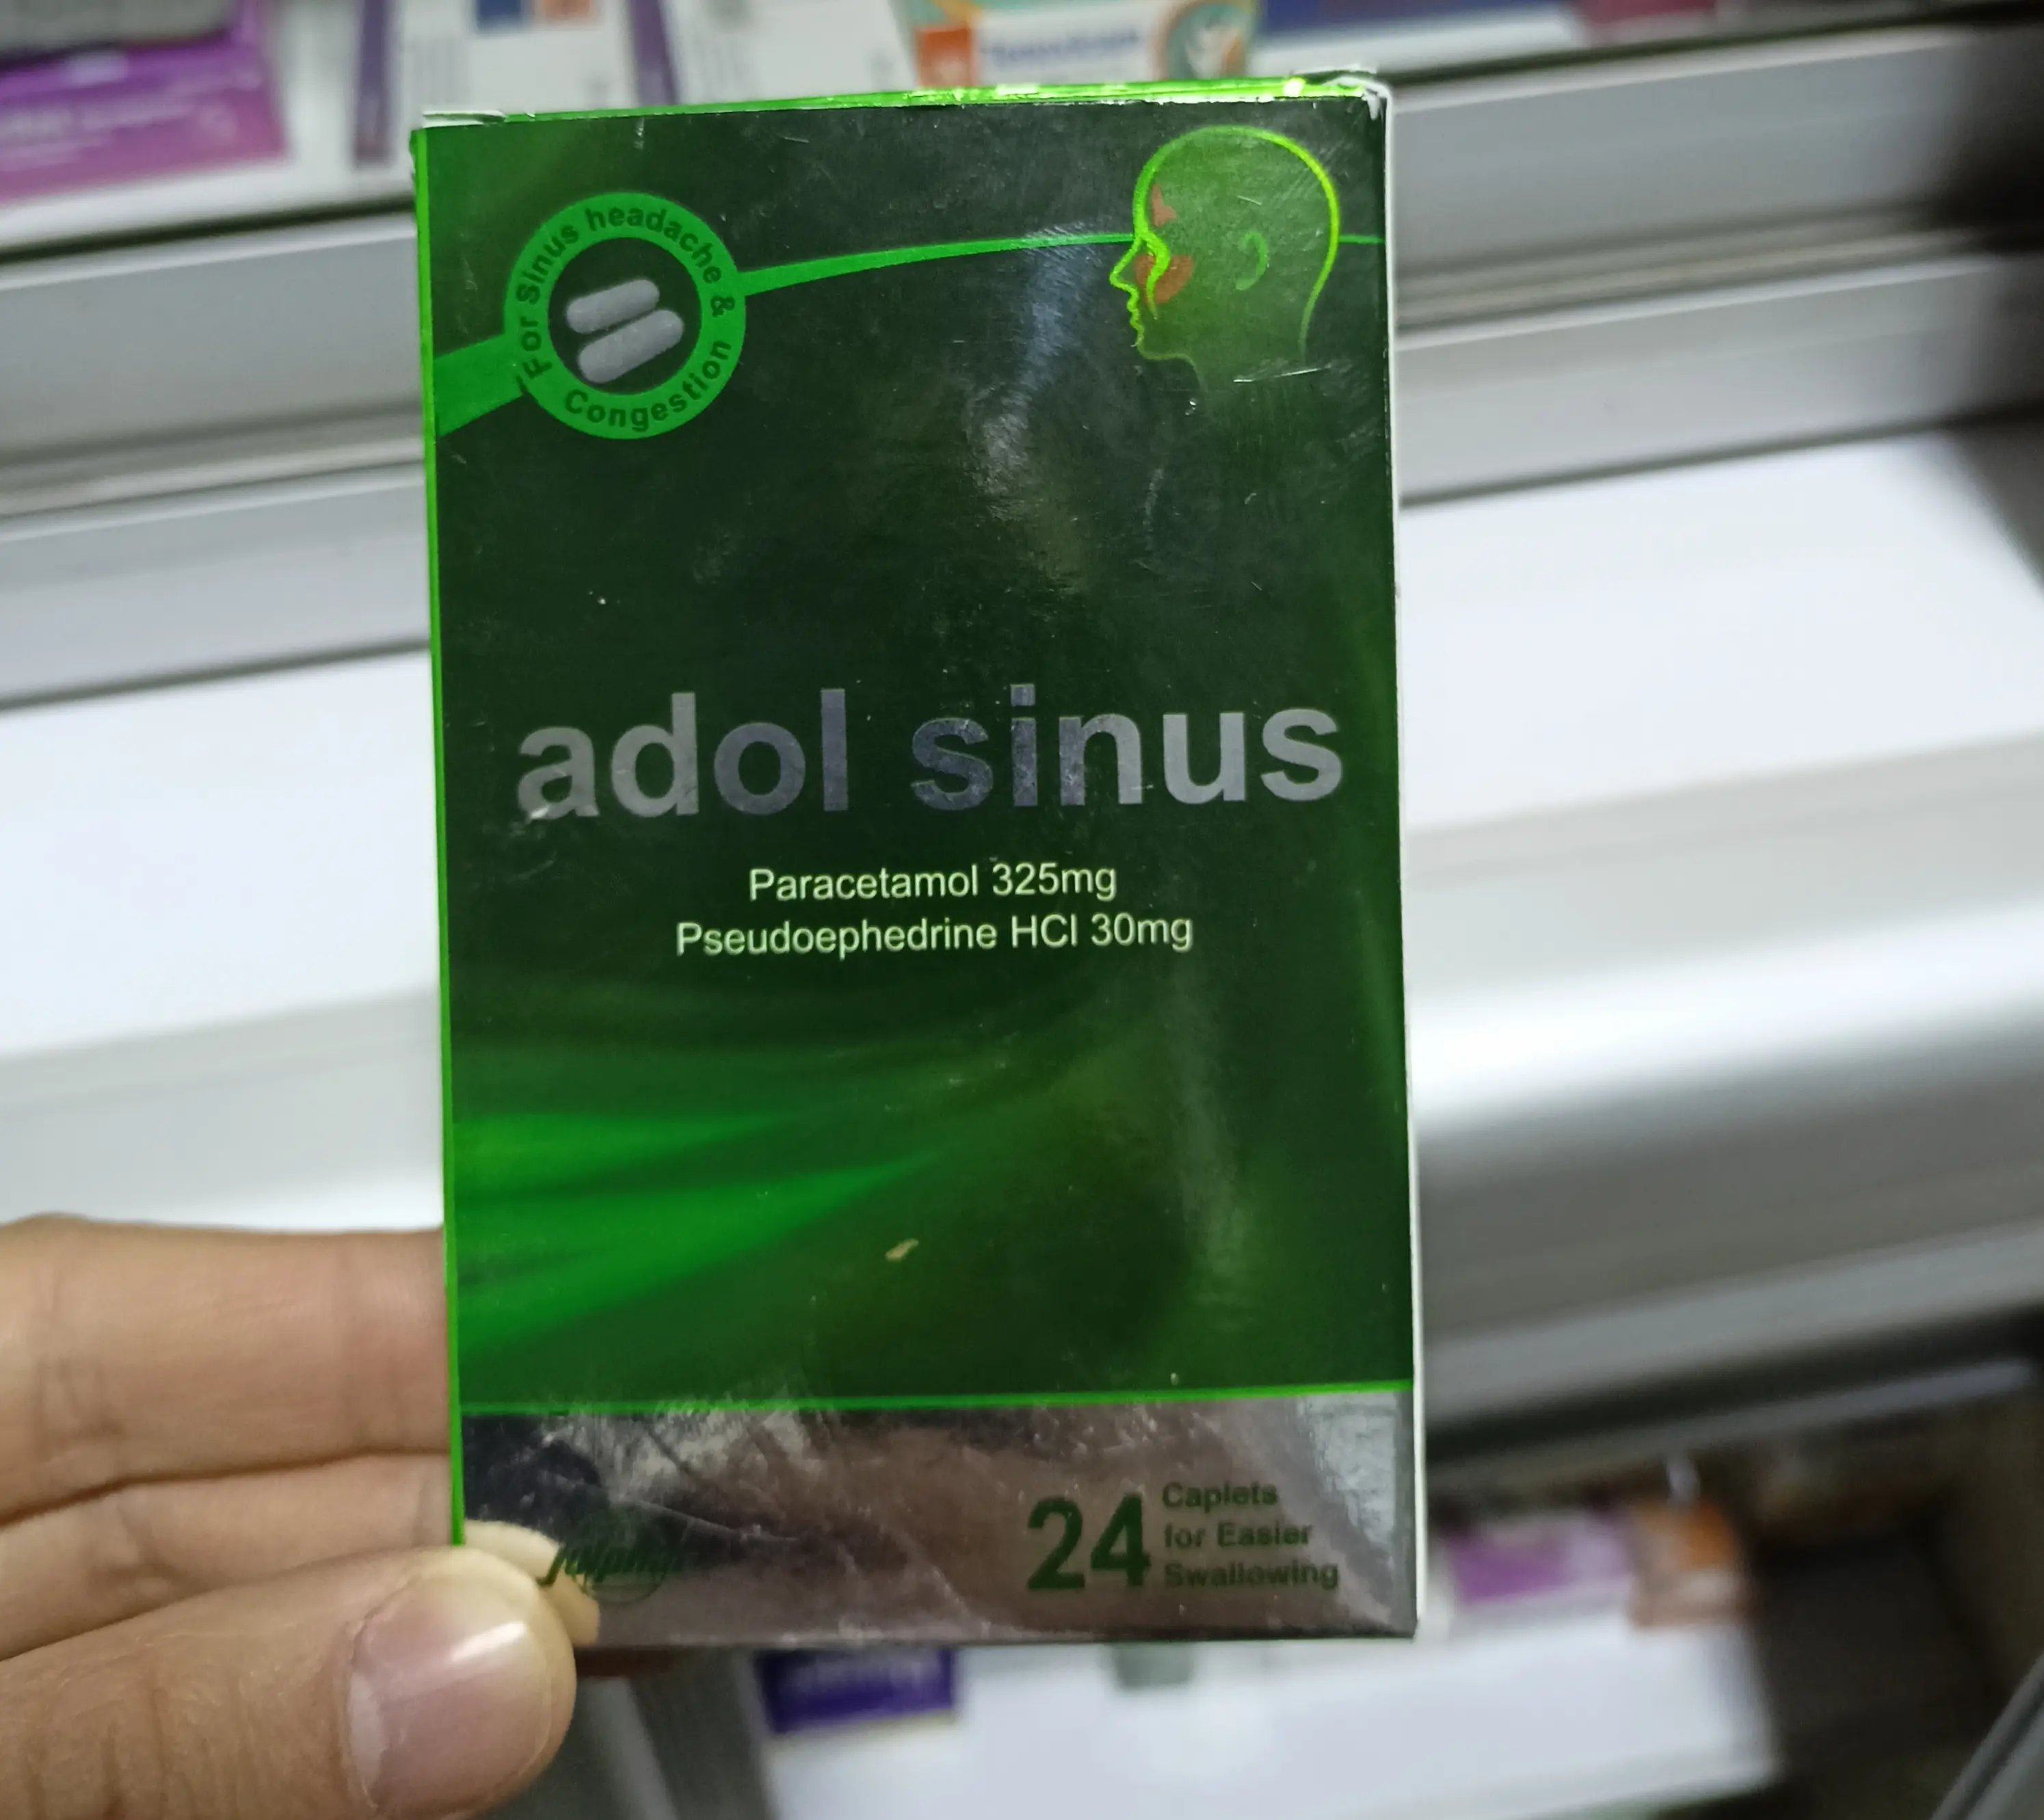 For Sinus headache &
Congestion
adol sinus
Paracetamol 325mg
Pseudoephedrine HCl 30mg
24
Caplets
for Easier
Swallowing